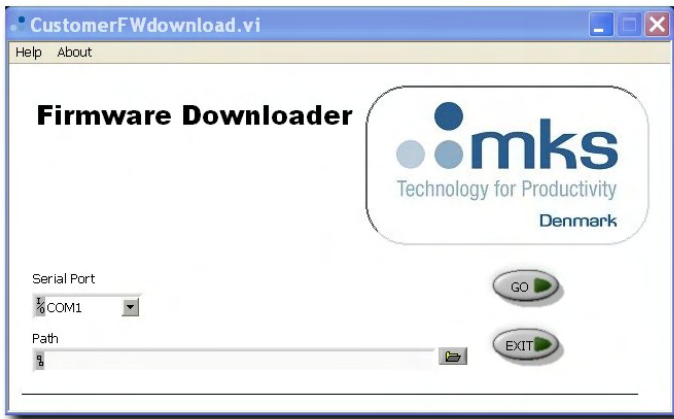 CustomerFWdownload.vi
Help About
Firmware Downloader
mks
Technology for Productivity
Denmark
Serial Port
I/O COM1
GO
Path
EXIT